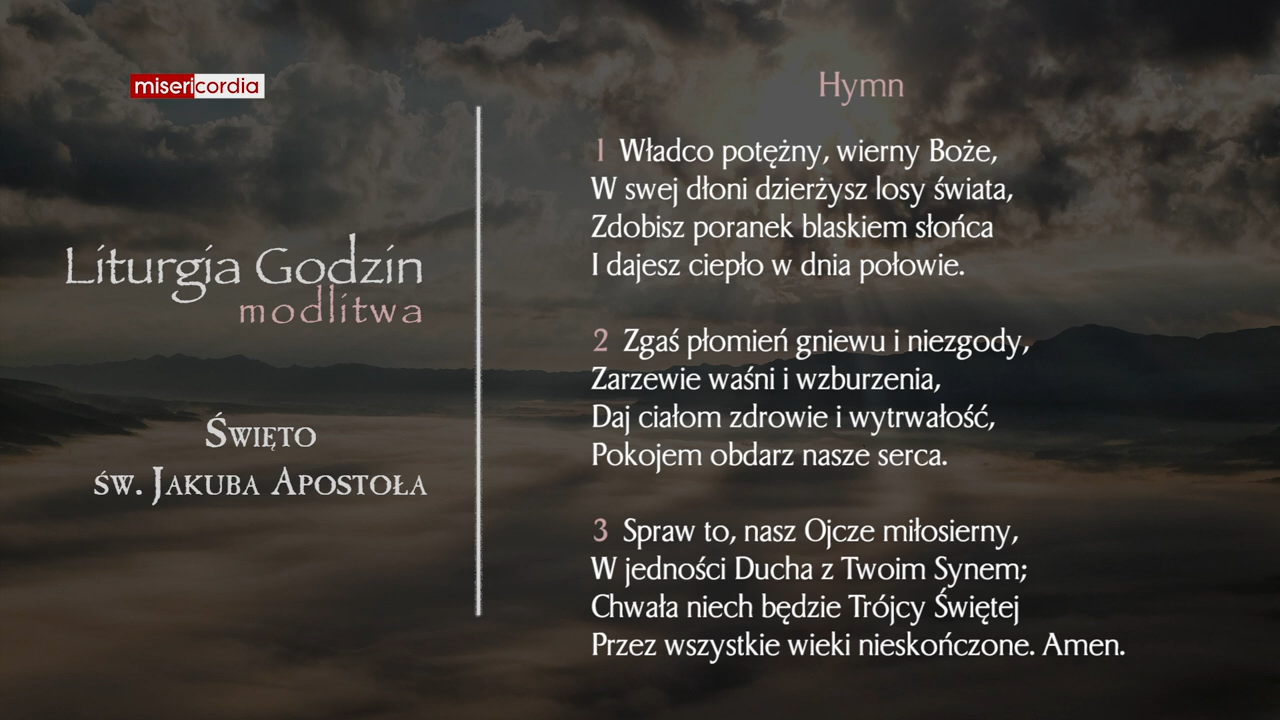 misericordia
Liturgia Godzin
modlitwa
Święto
św. Jakuba Apostoła
Hymn
1 Władco potężny, wierny Boże,
W swej dłoni dzierżysz losy świata,
Zdobisz poranek blaskiem słońca
I dajesz ciepło w dnia połowie.
2 Zgaś płomień gniewu i niezgody,
Zarzewie waśni i wzburzenia,
Daj ciałom zdrowie i wytrwałość,
Pokojem obdarz nasze serca.
3 Spraw to, nasz Ojcze miłosierny,
W jedności Ducha z Twoim Synem;
Chwała niech będzie Trójcy Świętej
Przez wszystkie wieki nieskończone. Amen.